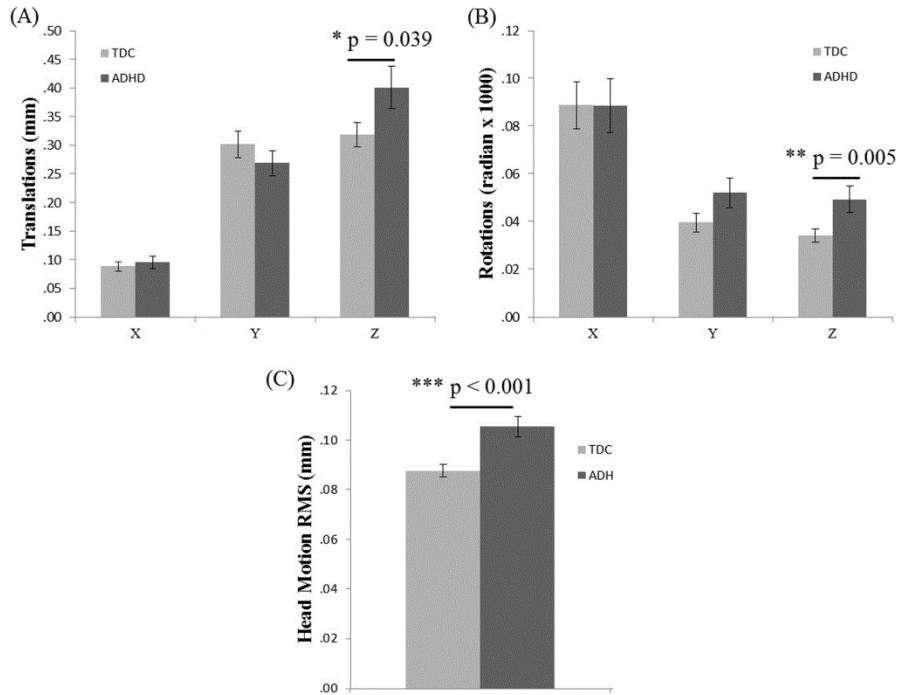 (A)
Translations (mm)
.50
.45
.40
.35
.30
.25
.20
.15
.10
.05
.00
TDC
ADHD
* p = 0.039
X Y Z
(B)
Rotations (radian x 1000)
.12
.10
.08
.06
.04
.02
.00
TDC
ADHD
** p = 0.005
X Y Z
(C)
Head Motion RMS (mm)
.12
.10
.08
.06
.04
.02
.00
*** p < 0.001
TDC
ADH